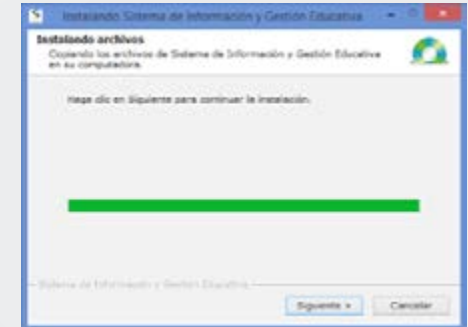 Instalando Sistema de Información y Gestión Educativa
Instalando archivos
Copiando los archivos de Sistema de Información y Gestión Educativa
en su computadora.
Haga clic en Siguiente para continuar la instalación.
Sistema de Información y Gestión Educativa
Siguiente >
Cancelar